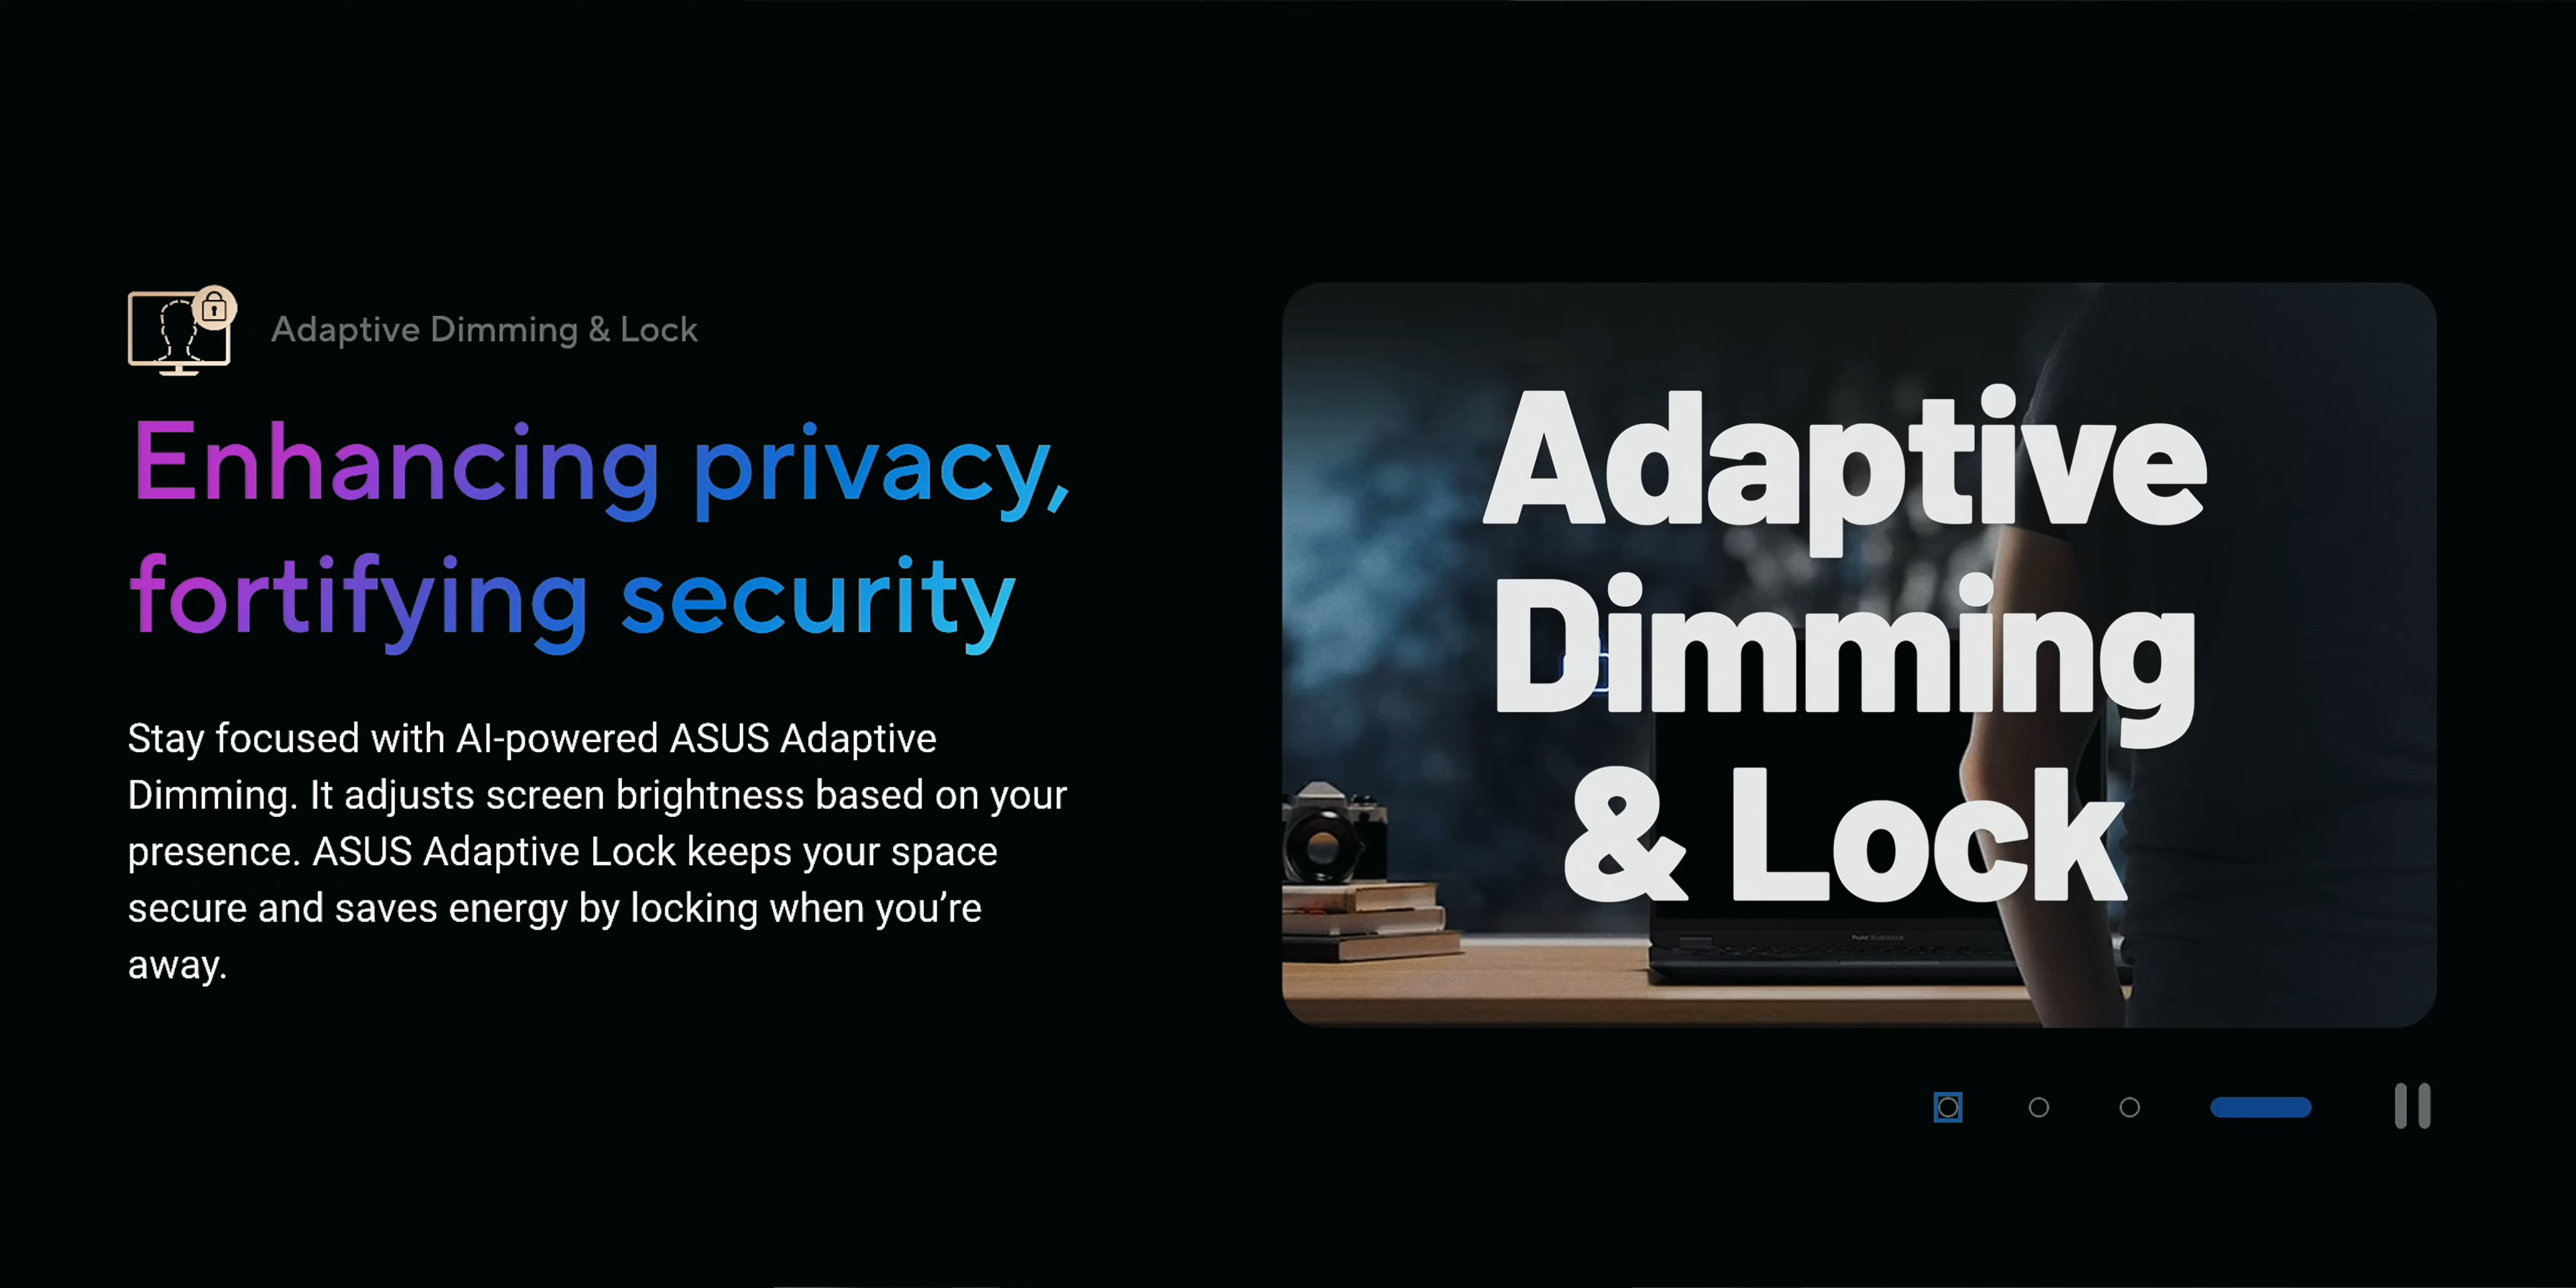 Adaptive Dimming & Lock
Enhancing privacy,
fortifying security
Stay focused with AI-powered ASUS Adaptive
Dimming. It adjusts screen brightness based on your
presence. ASUS Adaptive Lock keeps your space
secure and saves energy by locking when you’re
away.
Adaptive
Dimming
& Lock